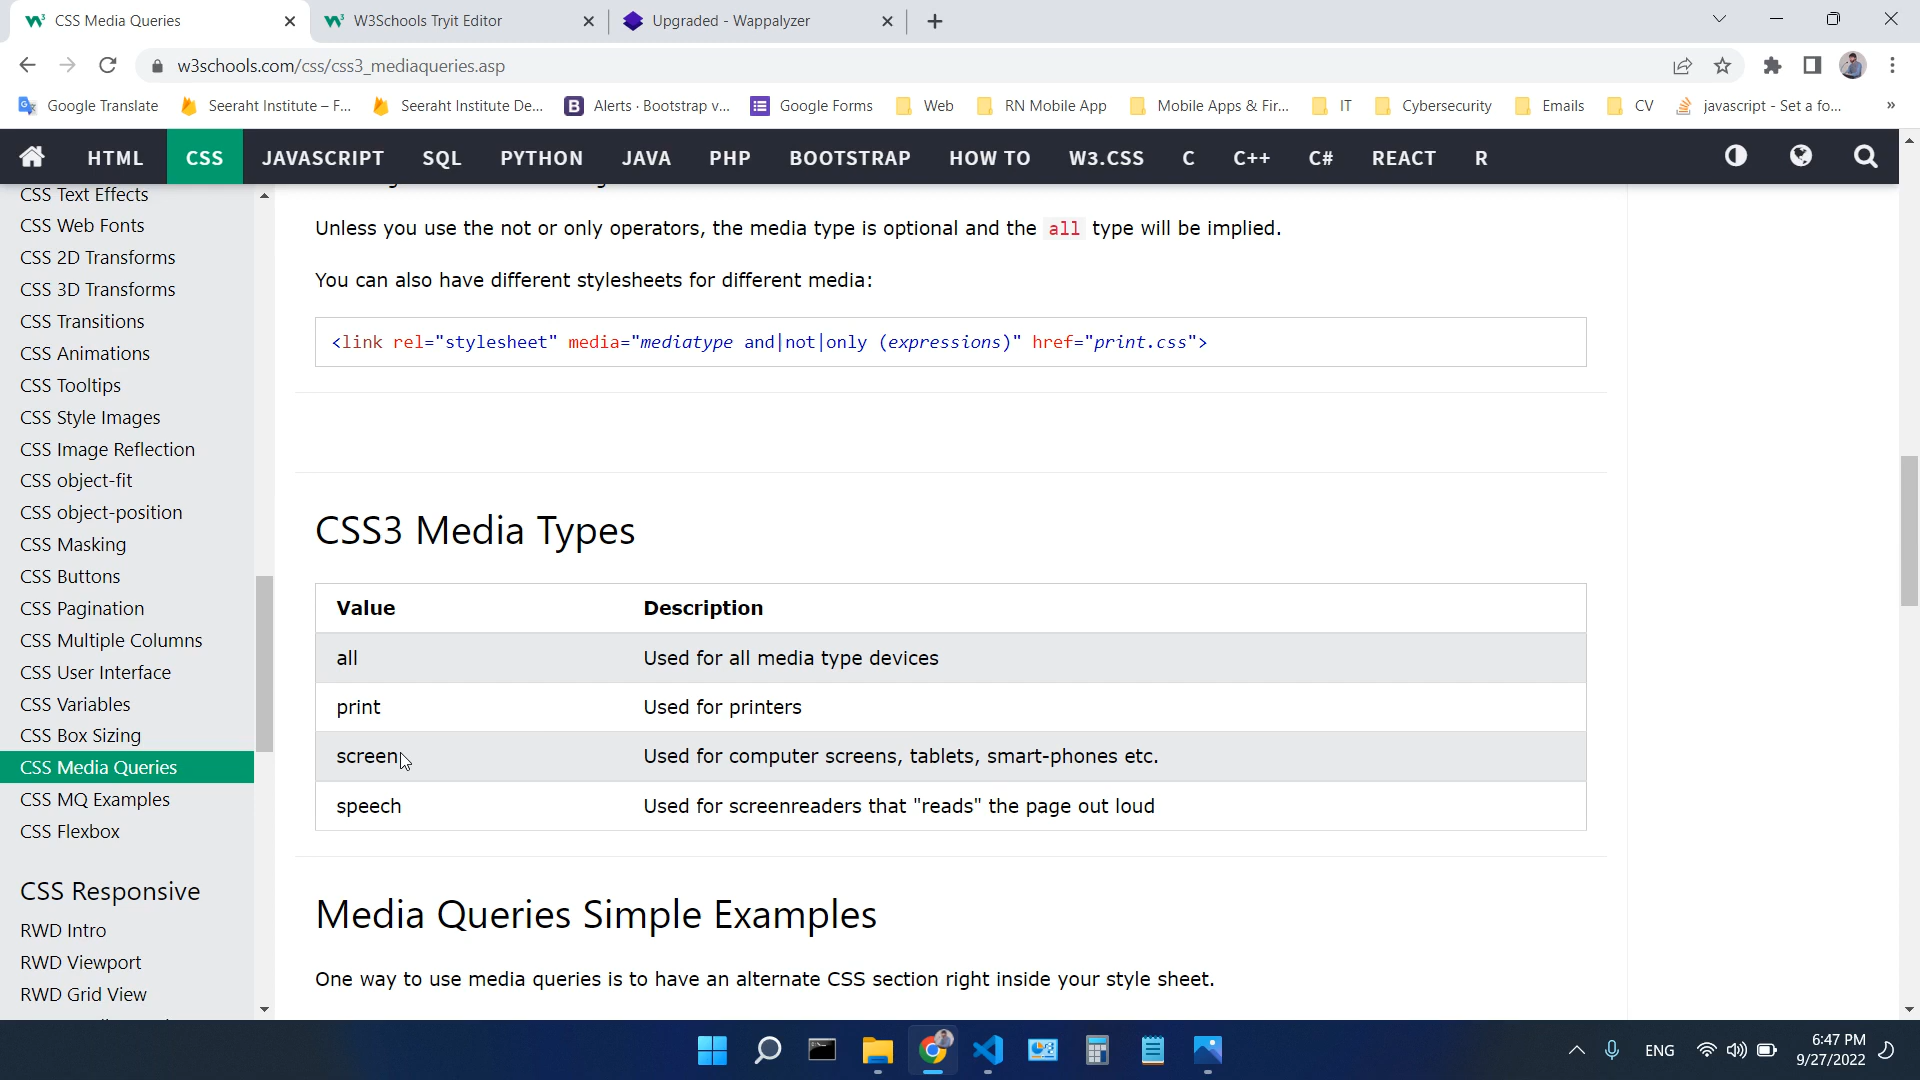 CSS Media Queries
W3Schools Tryit Editor
Upgraded - Wappalyzer
w3schools.com/css/css3_mediaqueries.asp
Google Translate
Seeraht Institute – F...
Seeraht Institute De...
B
Alerts · Bootstrap v...
Google Forms
Web
RN Mobile App
Mobile Apps & Fir...
IT
Cybersecurity
Emails
CV
javascript - Set a fo...
»
HTML
CSS
JAVASCRIPT
SQL
PYTHON
JAVA
PHP
BOOTSTRAP
HOW TO
W3.CSS
C
C++
C#
REACT
R
CSS Text Effects
CSS Web Fonts
CSS 2D Transforms
CSS 3D Transforms
CSS Transitions
CSS Animations
CSS Tooltips
CSS Style Images
CSS Image Reflection
CSS object-fit
CSS object-position
CSS Masking
CSS Buttons
CSS Pagination
CSS Multiple Columns
CSS User Interface
CSS Variables
CSS Box Sizing
CSS Media Queries
CSS MQ Examples
CSS Flexbox
CSS Responsive
RWD Intro
RWD Viewport
RWD Grid View
Unless you use the not or only operators, the media type is optional and the all type will be implied.
You can also have different stylesheets for different media:
<link rel="stylesheet" media="mediatype and|not|only (expressions)" href="print.css">
CSS3 Media Types
Value Description
all Used for all media type devices
print Used for printers
screen Used for computer screens, tablets, smart-phones etc.
speech Used for screenreaders that "reads" the page out loud
Media Queries Simple Examples
One way to use media queries is to have an alternate CSS section right inside your style sheet.
ENG
6:47 PM
9/27/2022